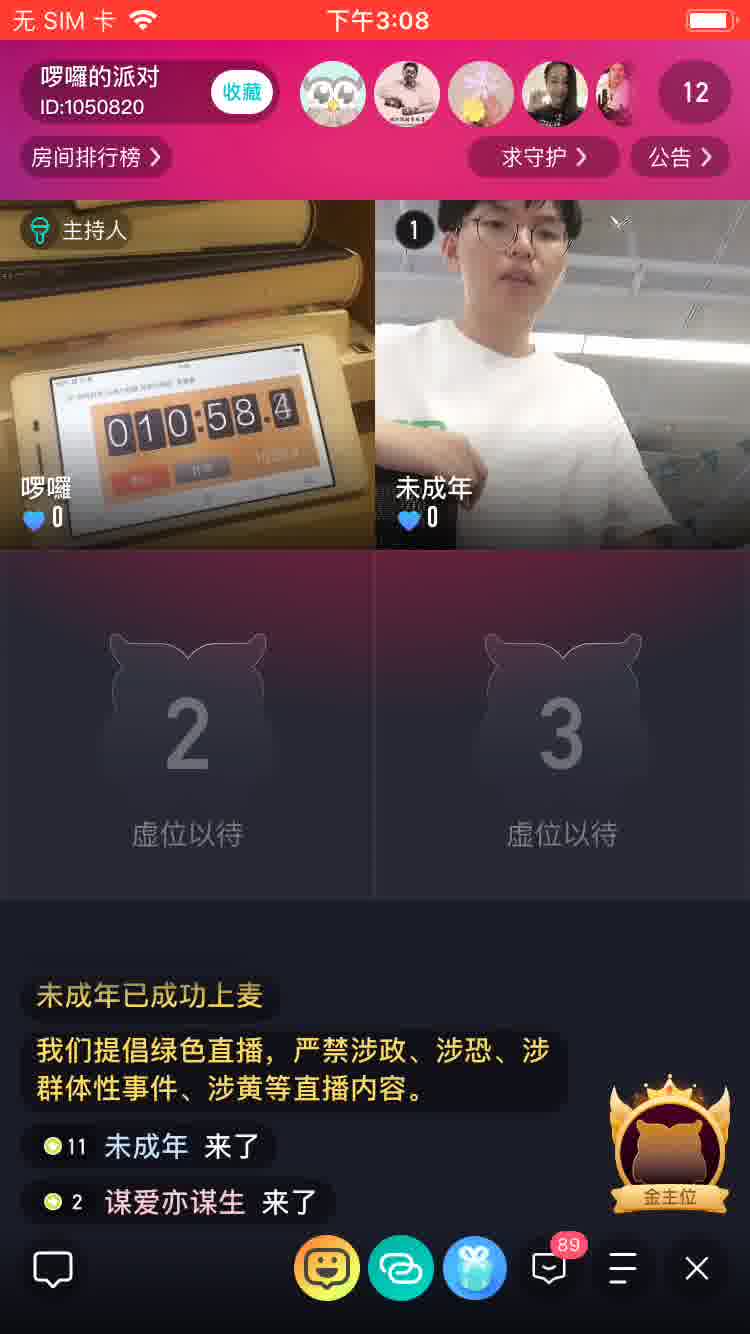 无 SIM 卡
下午3:08
啰囉的派对
ID:1050820
收藏
12
房间排行榜
求守护
公告
主持人
1
010:58.4
啰囉
0
未成年
0
2
虚位以待
3
虚位以待
未成年已成功上麦
我们提倡绿色直播，严禁涉政、涉恐、涉
群体性事件、涉黄等直播内容。
11 未成年 来了
2 谋爱亦谋生 来了
金主位
89